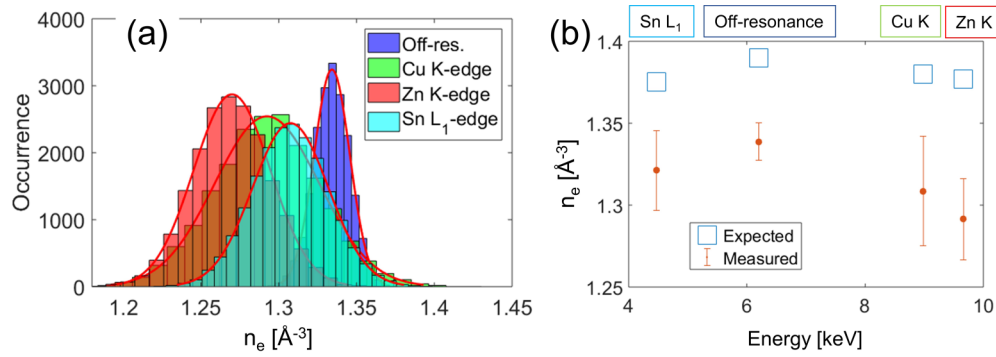 (a)
4000
3000
2000
1000
0
Occurrence
Off-res.
Cu K-edge
Zn K-edge
Sn L1-edge
1.2 1.25 1.3 1.35 1.4 1.45
ne [Å-3]
(b)
Sn L1 Off-resonance Cu K Zn K
1.4
1.35
1.3
1.25
ne [Å-3]
Expected
Measured
4 6 8 10
Energy [keV]